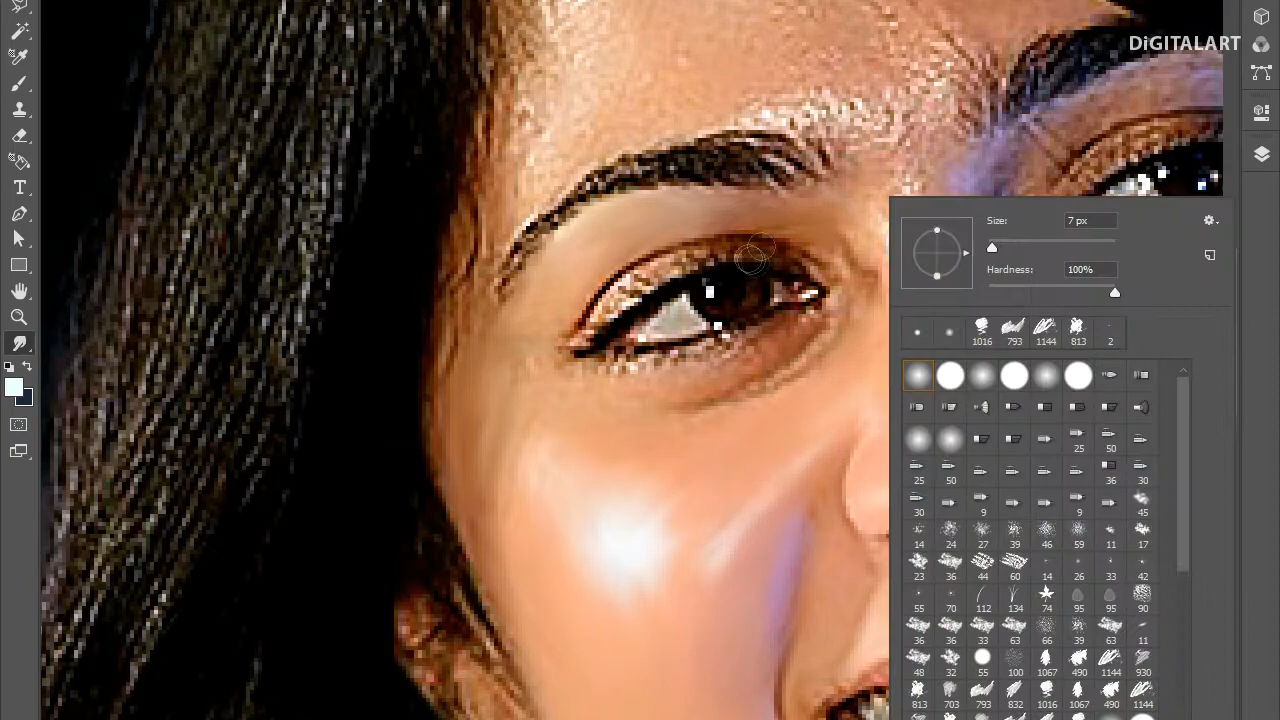 DiGITALART
Size: 7 px
Hardness: 100%
1016 793 1144 813 2
25 50
25 50 36 30
30 9 9 45
14 24 27 39 46 59 11 17
23 36 44 60 14 26 33 42
55 70 112 134 74 95 95 90
36 36 33 63 66 39 63 11
48 32 55 100 1067 490 1144 930
813 703 793 832 1016 1067 490 1144